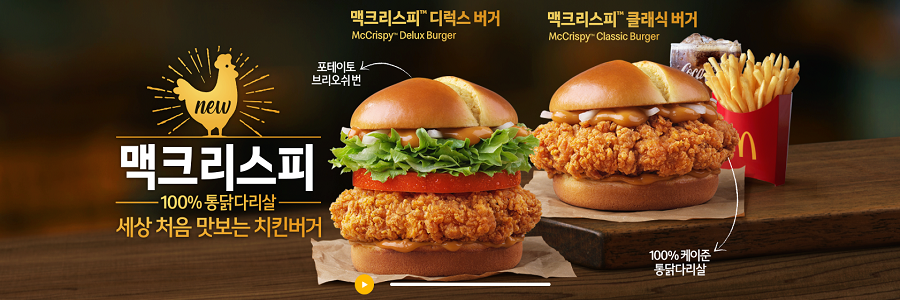 new
맥크리스피
100% 통닭다리살
세상 처음 맛보는 치킨버거
맥크리스피™ 디럭스 버거
McCrispy™ Delux Burger
포테이토
브리오쉬번
맥크리스피™ 클래식 버거
McCrispy™ Classic Burger
100% 케이준
통닭다리살